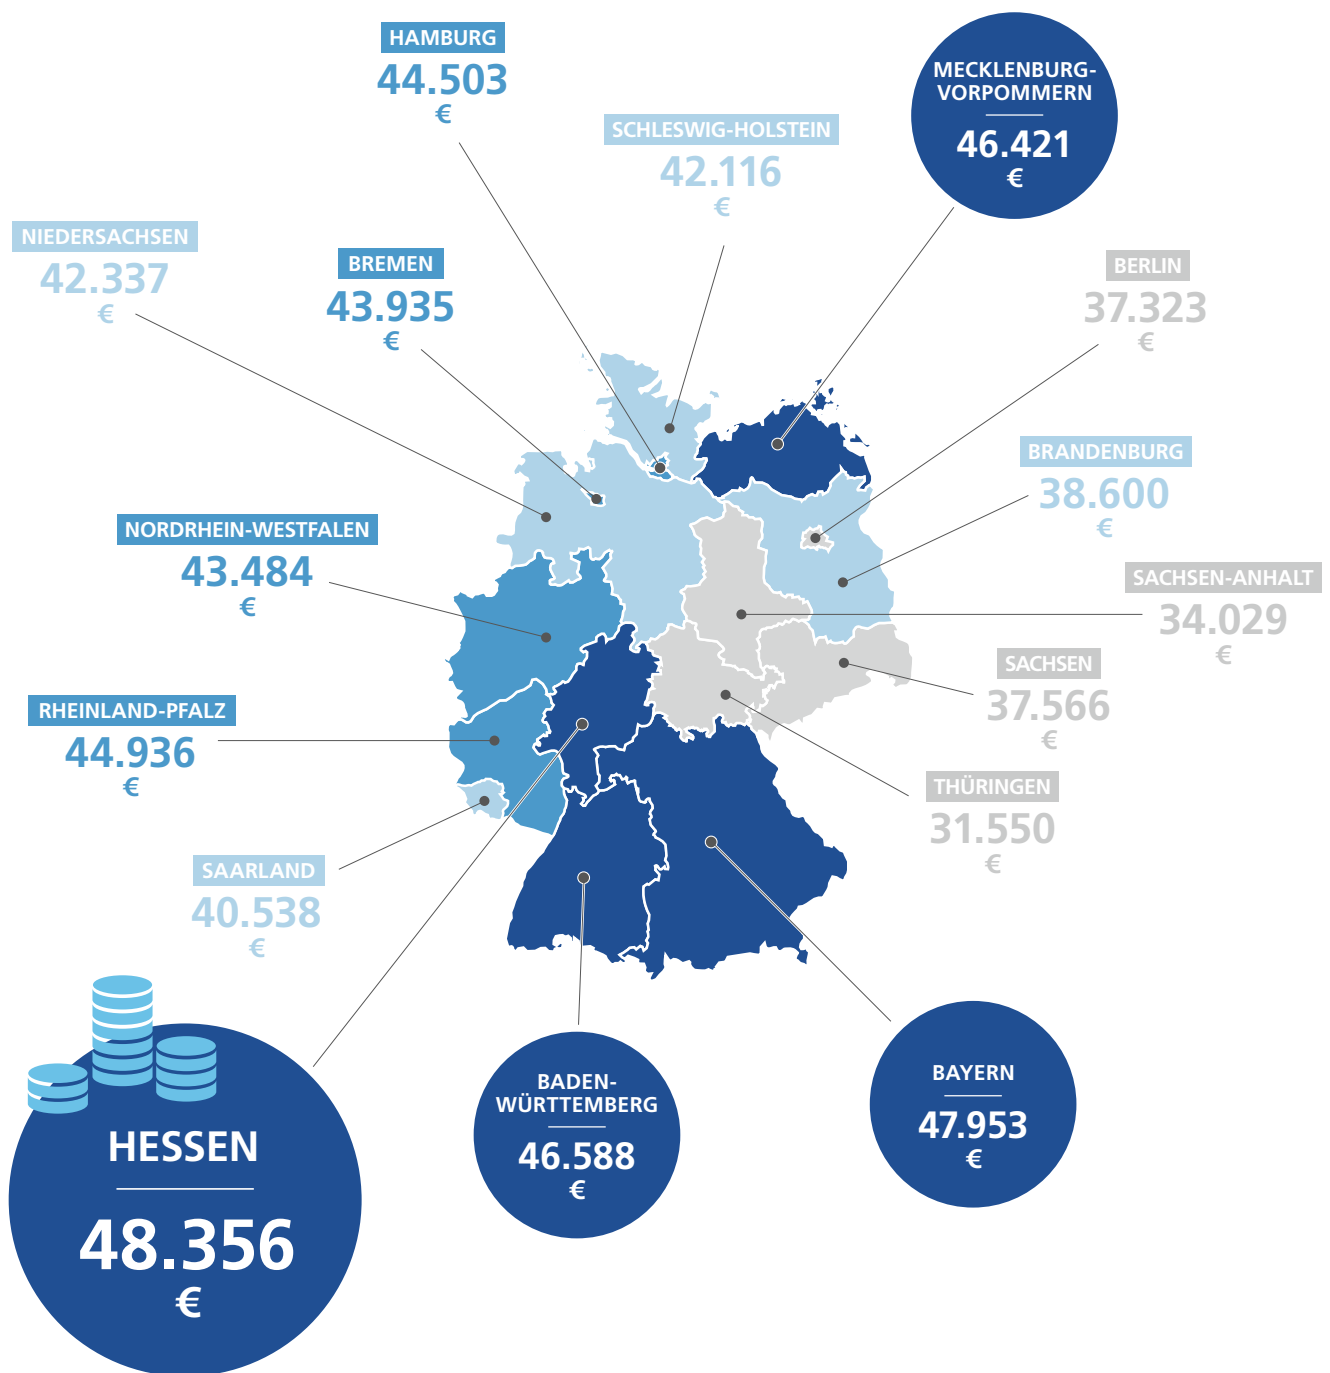 HAMBURG
44.503
€
MECKLENBURG-
VORPOMMERN
46.421
€
SCHLESWIG-HOLSTEIN
42.116
€
NIEDERSACHSEN
42.337
€
BREMEN
43.935
€
BERLIN
37.323
€
BRANDENBURG
38.600
€
NORDRHEIN-WESTFALEN
43.484
€
SACHSEN-ANHALT
34.029
€
SACHSEN
37.566
€
RHEINLAND-PFALZ
44.936
€
THÜRINGEN
31.550
€
SAARLAND
40.538
€
HESSEN
48.356
€
BADEN-
WÜRTTEMBERG
46.588
€
BAYERN
47.953
€